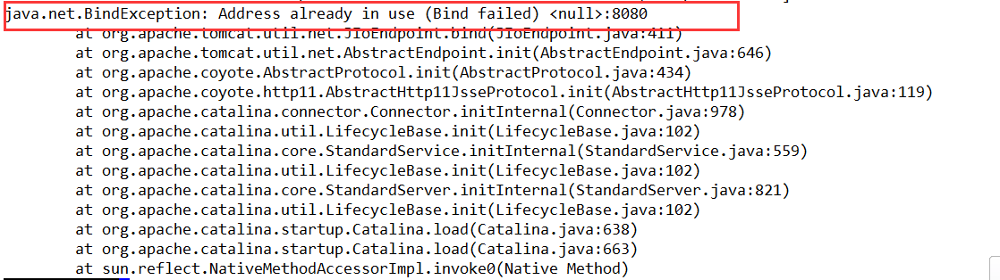 java.net.BindException: Address already in use (Bind failed) <null>:8080
at org.apache.tomcat.util.net.JIoEndpoint.bind(JIoEndpoint.java:411)
at org.apache.tomcat.util.net.AbstractEndpoint.init(AbstractEndpoint.java:646)
at org.apache.coyote.AbstractProtocol.init(AbstractProtocol.java:434)
at org.apache.coyote.http11.AbstractHttp11JsseProtocol.init(AbstractHttp11JsseProtocol.java:119)
at org.apache.catalina.connector.Connector.initInternal(Connector.java:978)
at org.apache.catalina.util.LifecycleBase.init(LifecycleBase.java:102)
at org.apache.catalina.core.StandardService.initInternal(StandardService.java:559)
at org.apache.catalina.util.LifecycleBase.init(LifecycleBase.java:102)
at org.apache.catalina.core.StandardServer.initInternal(StandardServer.java:821)
at org.apache.catalina.util.LifecycleBase.init(LifecycleBase.java:102)
at org.apache.catalina.startup.Catalina.load(Catalina.java:638)
at org.apache.catalina.startup.Catalina.load(Catalina.java:663)
at sun.reflect.NativeMethodAccessorImpl.invoke0(Native Method)